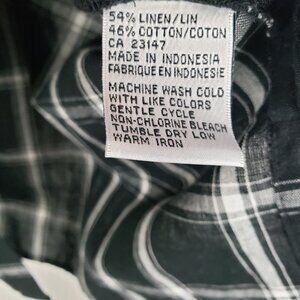 54% LINEN/LIN
46% COTTON/COTON
CA 23147
MADE IN INDONESIA
FABRIQUÉ EN INDONESIE
MACHINE WASH COLD
WITH LIKE COLORS
GENTLE CYCLE
NON-CHLORINE BLEACH
TUMBLE DRY LOW
WARM IRON